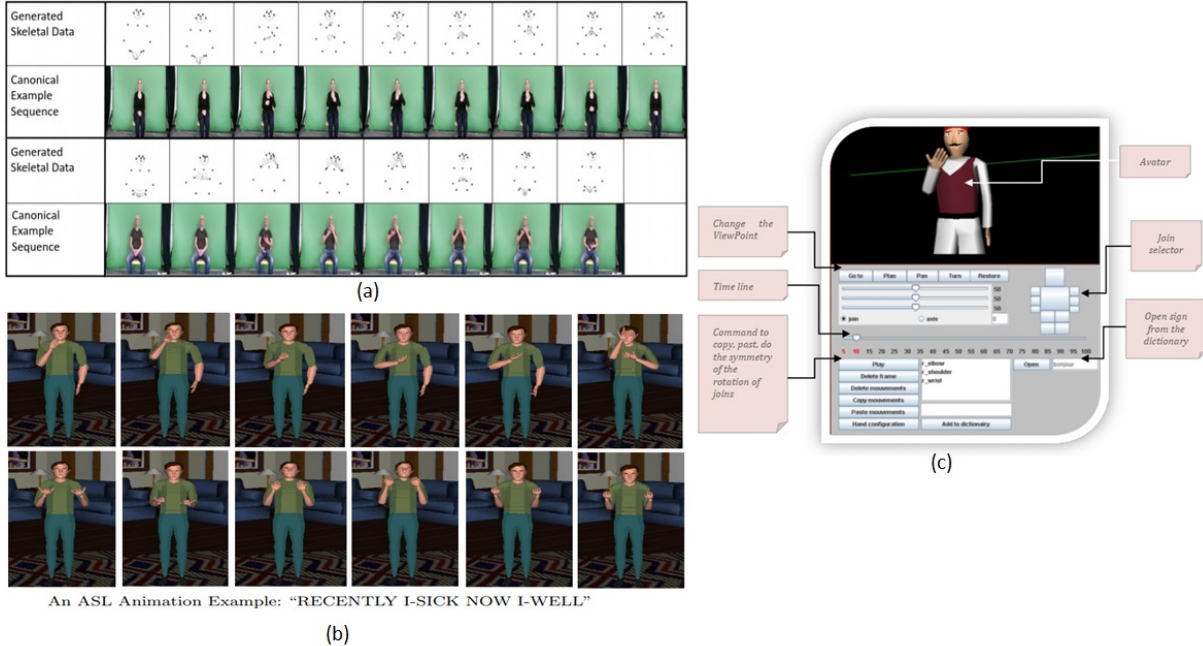 Generated
Skeletal Data
Canonical
Example
Sequence
Generated
Skeletal Data
Canonical
Example
Sequence
(a)
An ASL Animation Example: “RECENTLY I-SICK NOW I-WELL”
(b)
Change the
ViewPoint
Time line
Command to
copy, past, do
the symmetry
of the
rotation of
joins
Avatar
Join
selector
Open sign
from the
dictionary
Go to Plan Pan Turn Restore
50
50
50
join axis 0
5 10 15 20 25 30 35 40 45 50 55 60 65 70 75 80 85 90 95 100
Play
Delete frame
Delete mouvements
Copy mouvements
Paste mouvements
Hand configuration
r_elbow
r_shoulder
r_wrist
Add to dictionairy
Open bonjour
(c)